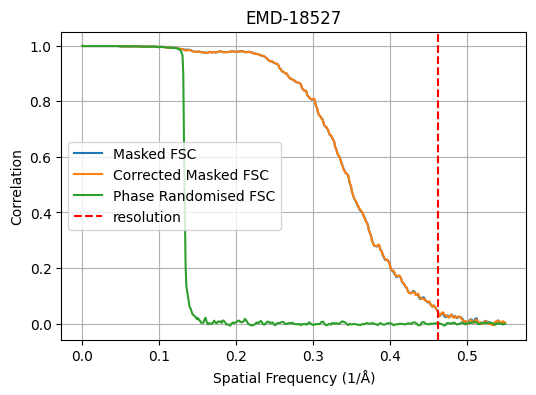 EMD-18527
1.0
0.8
0.6
0.4
0.2
0.0
Correlation
Masked FSC
Corrected Masked FSC
Phase Randomised FSC
resolution
0.0
0.1
0.2
0.3
0.4
0.5
Spatial Frequency (1/Å)